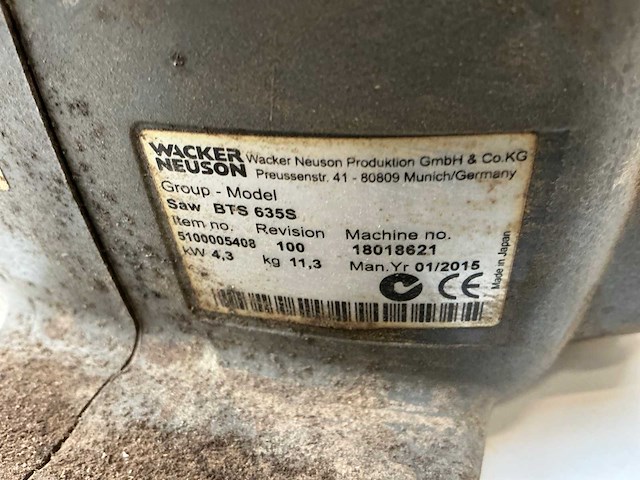 WACKER NEUSON
Wacker Neuson Produktion GmbH & Co.KG
Preussenstr. 41 - 80809 Munich/Germany
Group - Model
Saw BTS 635S
Item no. Revision Machine no.
5100005408 100 18018621
kW 4,3 kg 11,3 Man.Yr 01/2015
CE
Made in Japan